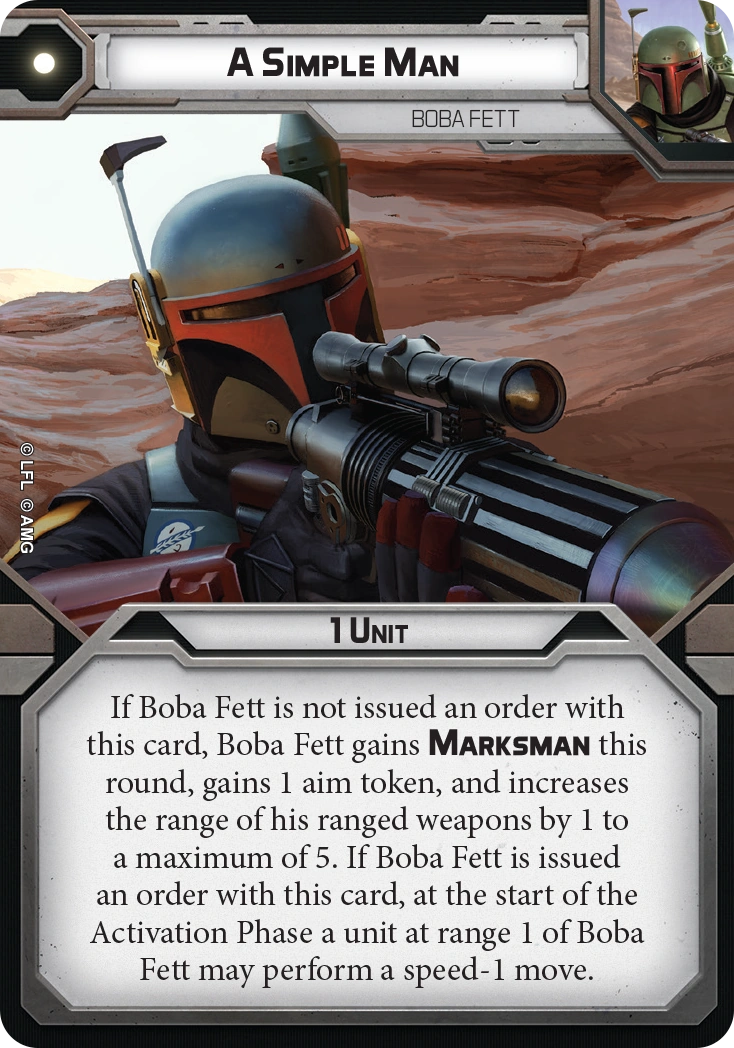 A Simple Man
BOBA FETT
© LFL © AMG
1 Unit
If Boba Fett is not issued an order with
this card, Boba Fett gains Marksman this
round, gains 1 aim token, and increases
the range of his ranged weapons by 1 to
a maximum of 5. If Boba Fett is issued
an order with this card, at the start of the
Activation Phase a unit at range 1 of Boba
Fett may perform a speed-1 move.